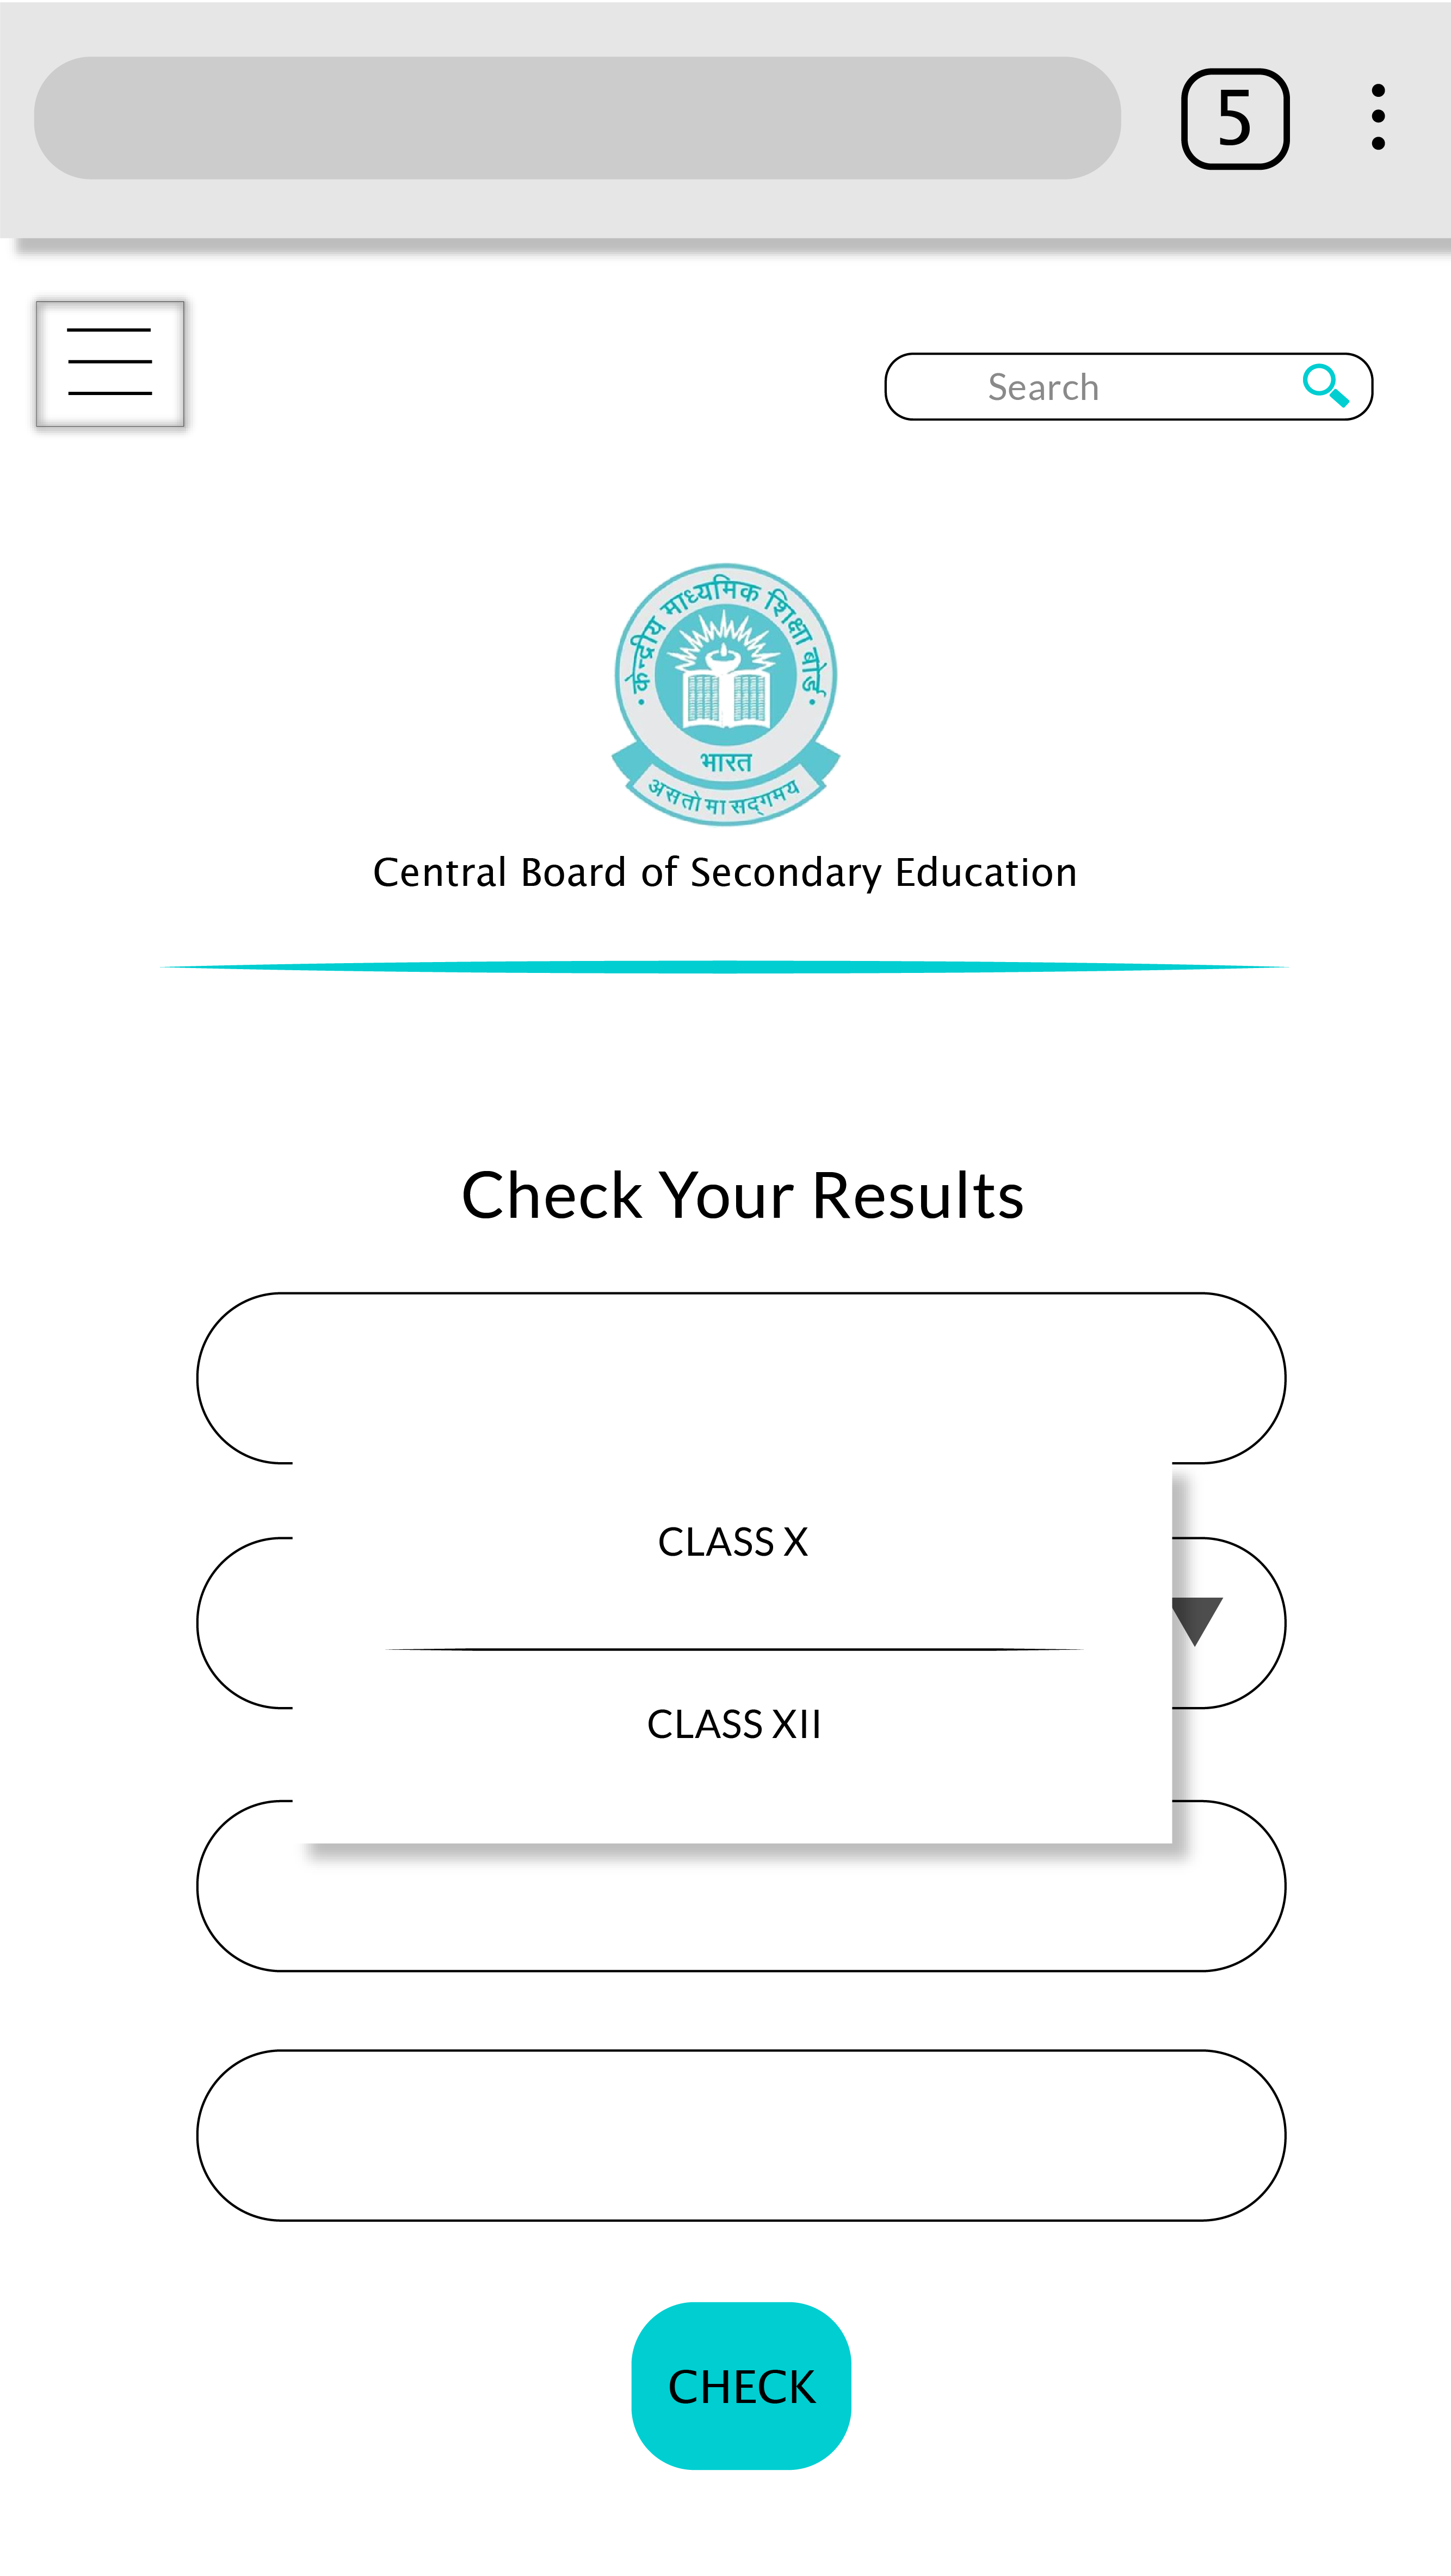 5
Search
केन्द्रीय माध्यमिक शिक्षा बोर्ड
भारत
असतो मा सद्गमय
Central Board of Secondary Education
Check Your Results
CLASS X
CLASS XII
CHECK